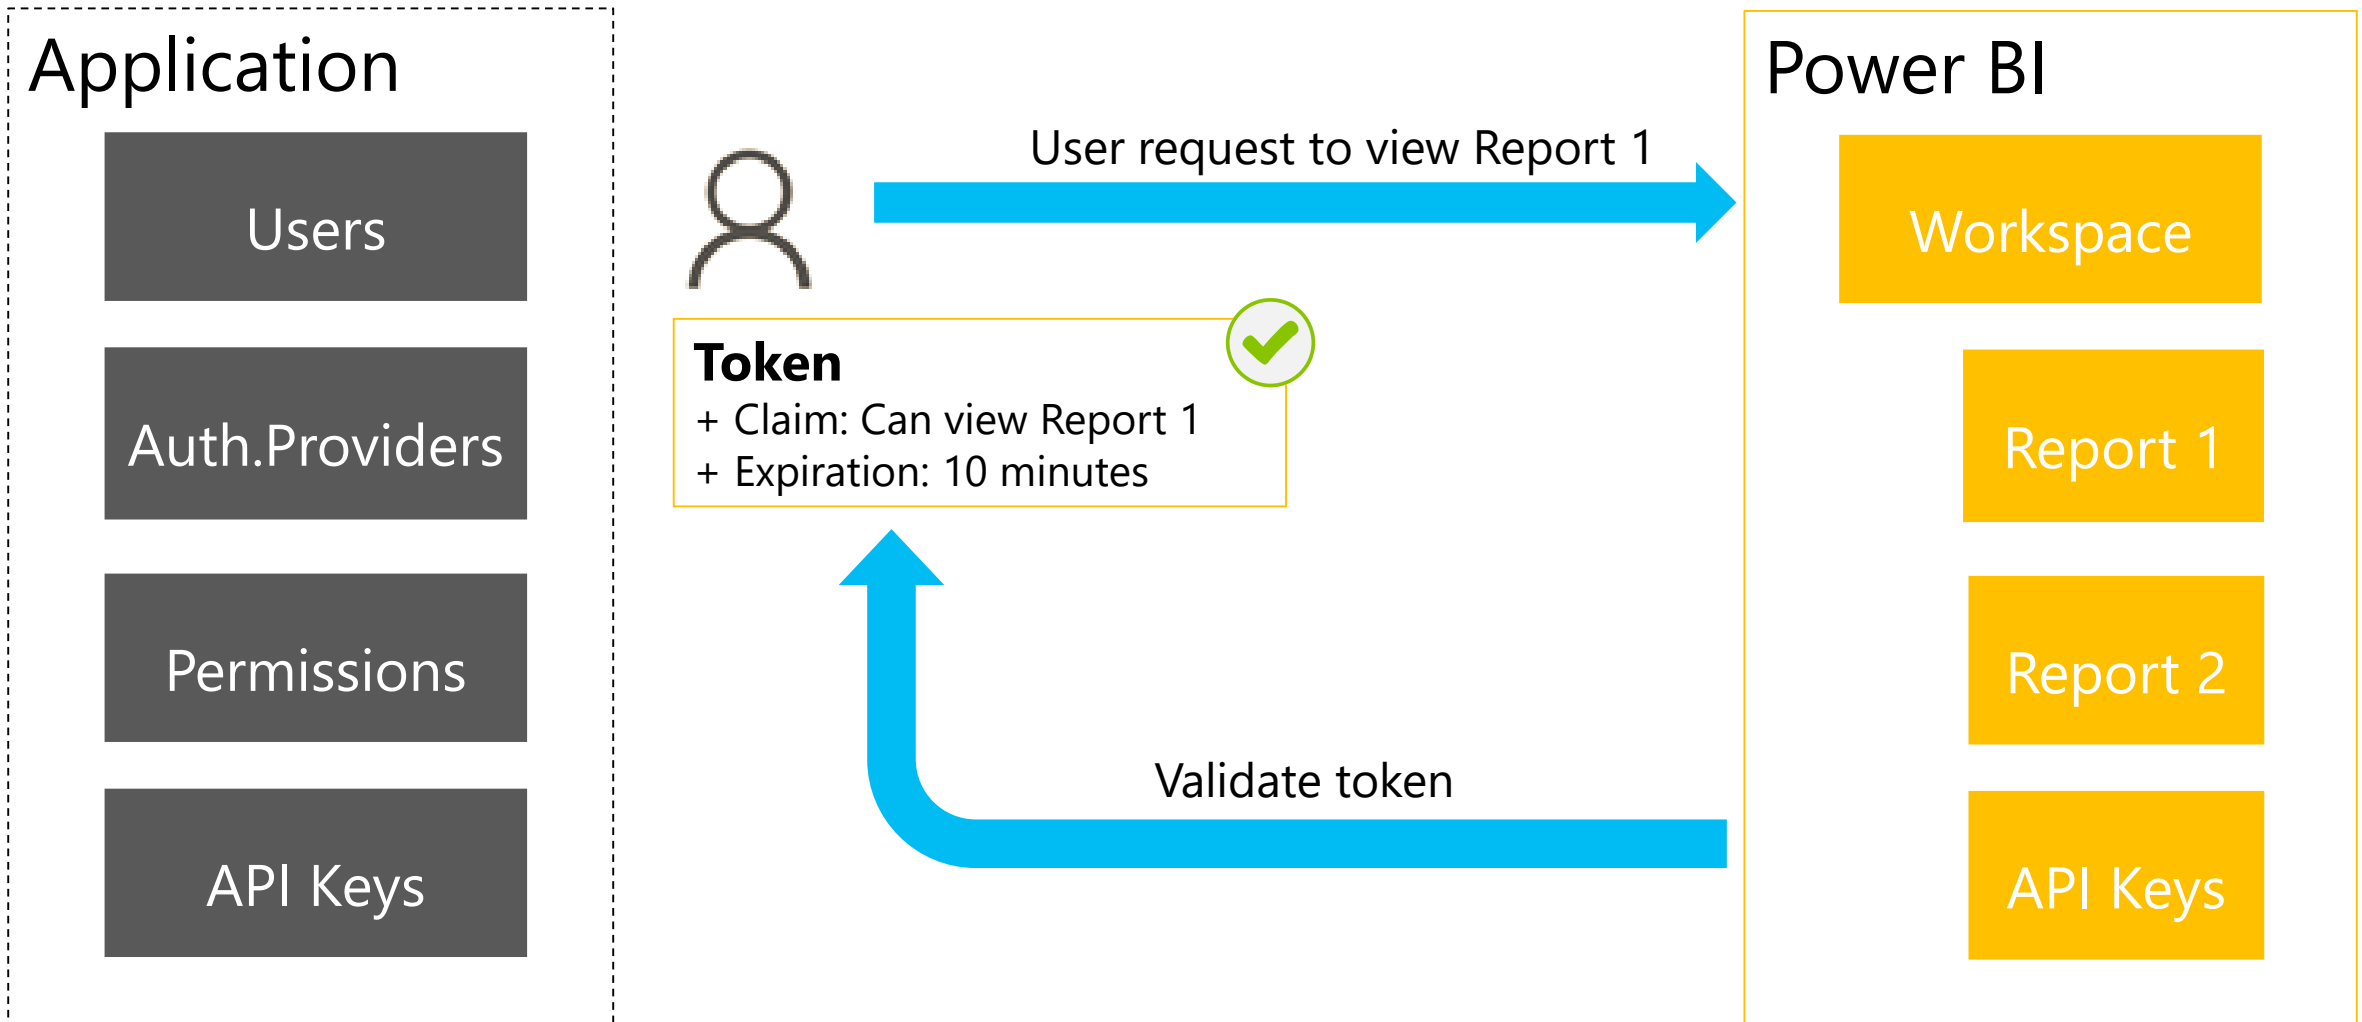 Application
Users
Auth.Providers
Permissions
API Keys
User request to view Report 1
Token
+ Claim: Can view Report 1
+ Expiration: 10 minutes
Validate token
Power BI
Workspace
Report 1
Report 2
API Keys